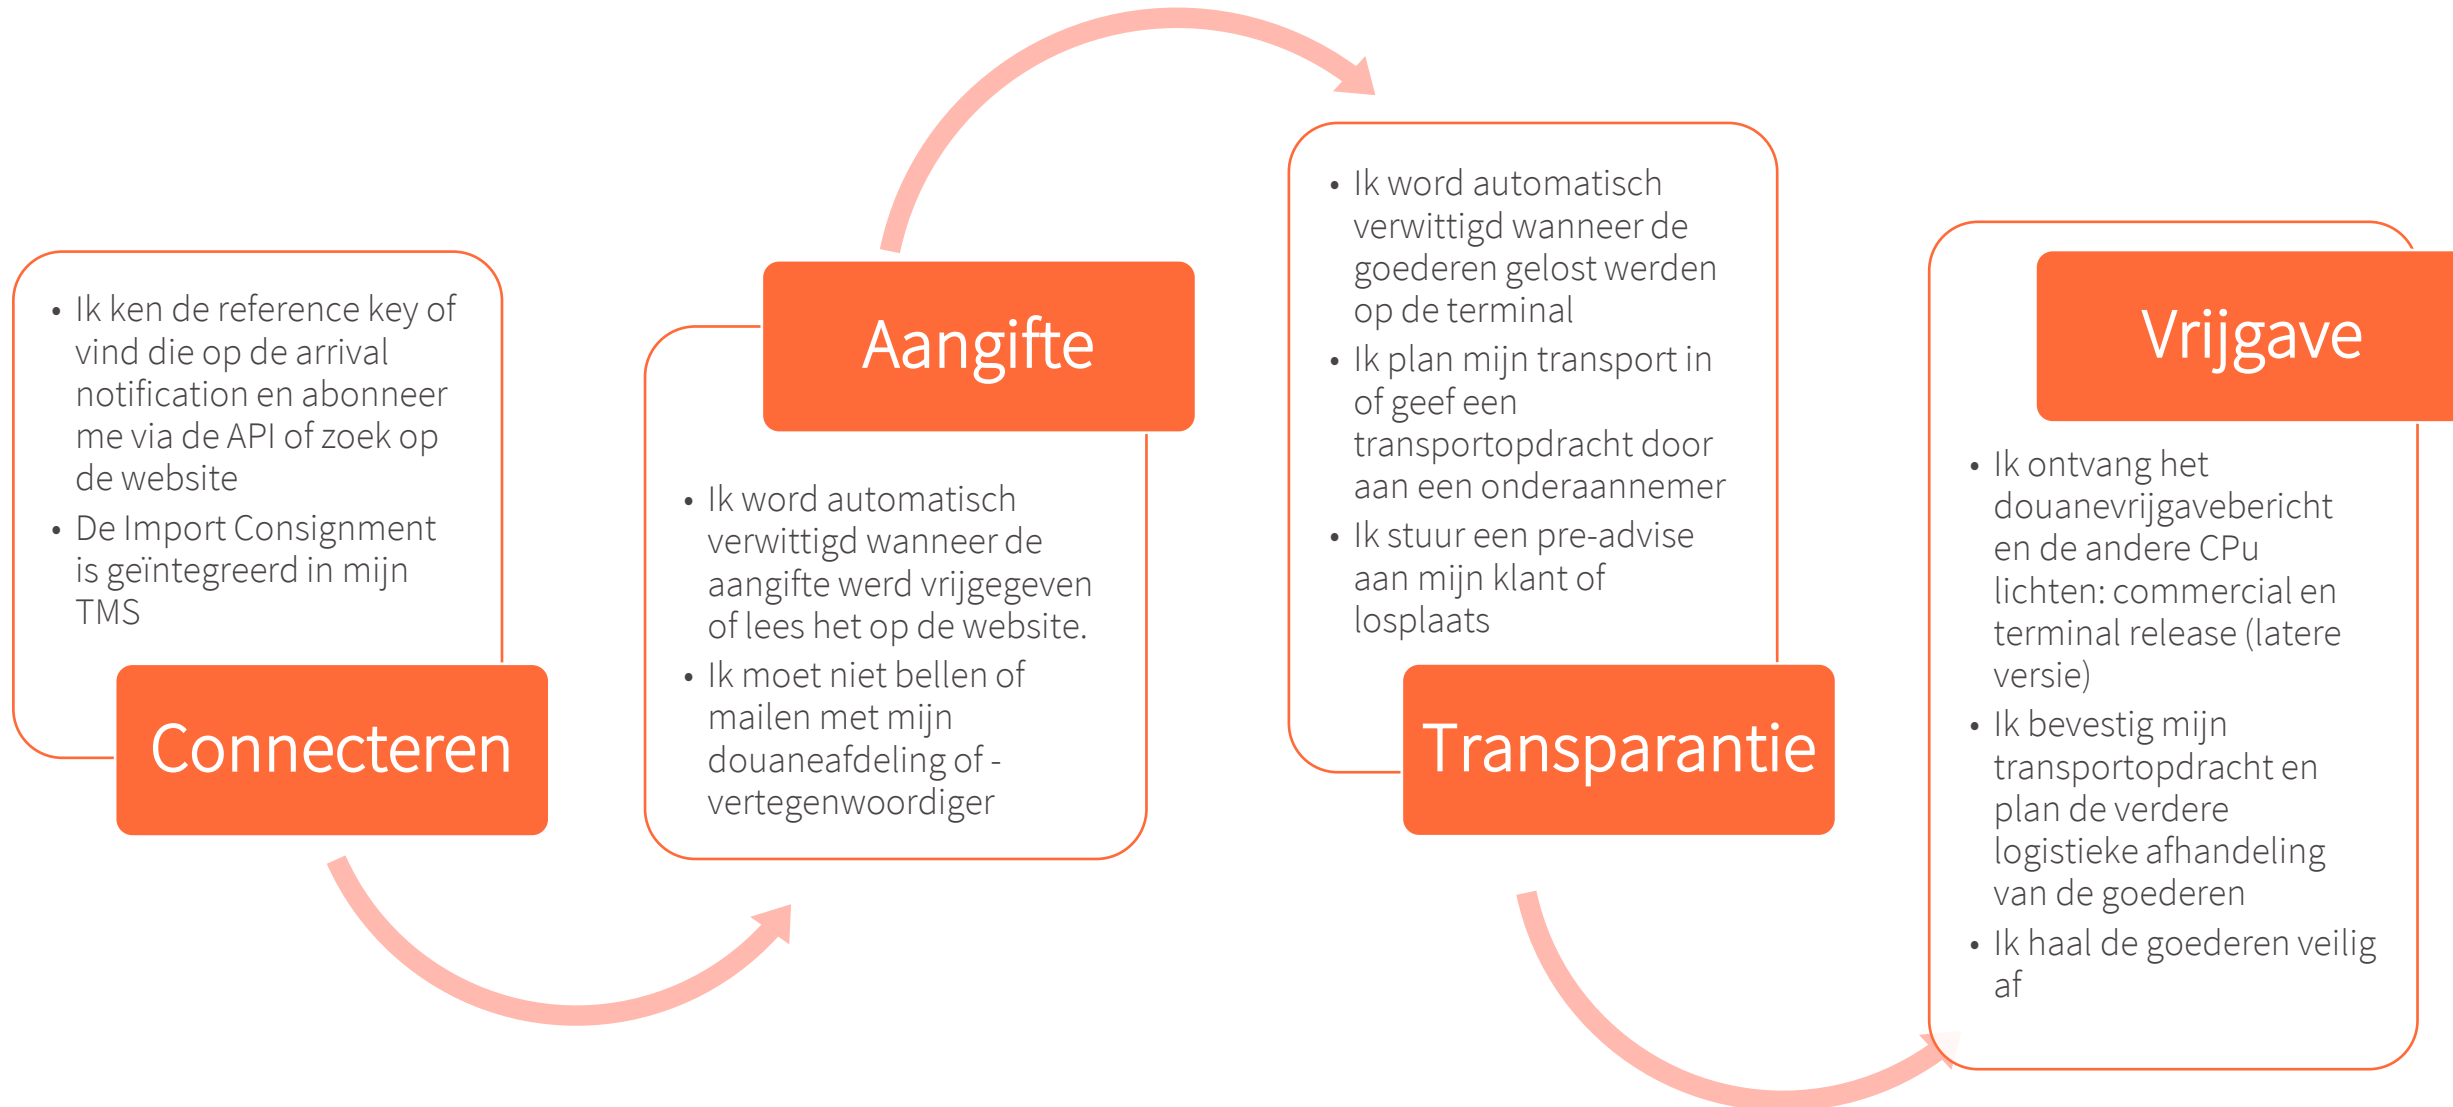 • Ik ken de reference key of
vind die op de arrival
notification en abonneer
me via de API of zoek op
de website
• De Import Consignment
is geïntegreerd in mijn
TMS
Connecteren
Aangifte
• Ik word automatisch
verwittigd wanneer de
aangifte werd vrijgegeven
of lees het op de website.
• Ik moet niet bellen of
mailen met mijn
douaneafdeling of -
vertegenwoordiger
• Ik word automatisch
verwittigd wanneer de
goederen gelost werden
op de terminal
• Ik plan mijn transport in
of geef een
transportopdracht door
aan een onderaannemer
• Ik stuur een pre-advise
aan mijn klant of
losplaats
Transparantie
Vrijgave
• Ik ontvang het
douanevrijgavebericht
en de andere CPu
lichten: commercial en
terminal release (latere
versie)
• Ik bevestig mijn
transportopdracht en
plan de verdere
logistieke afhandeling
van de goederen
• Ik haal de goederen veilig
af